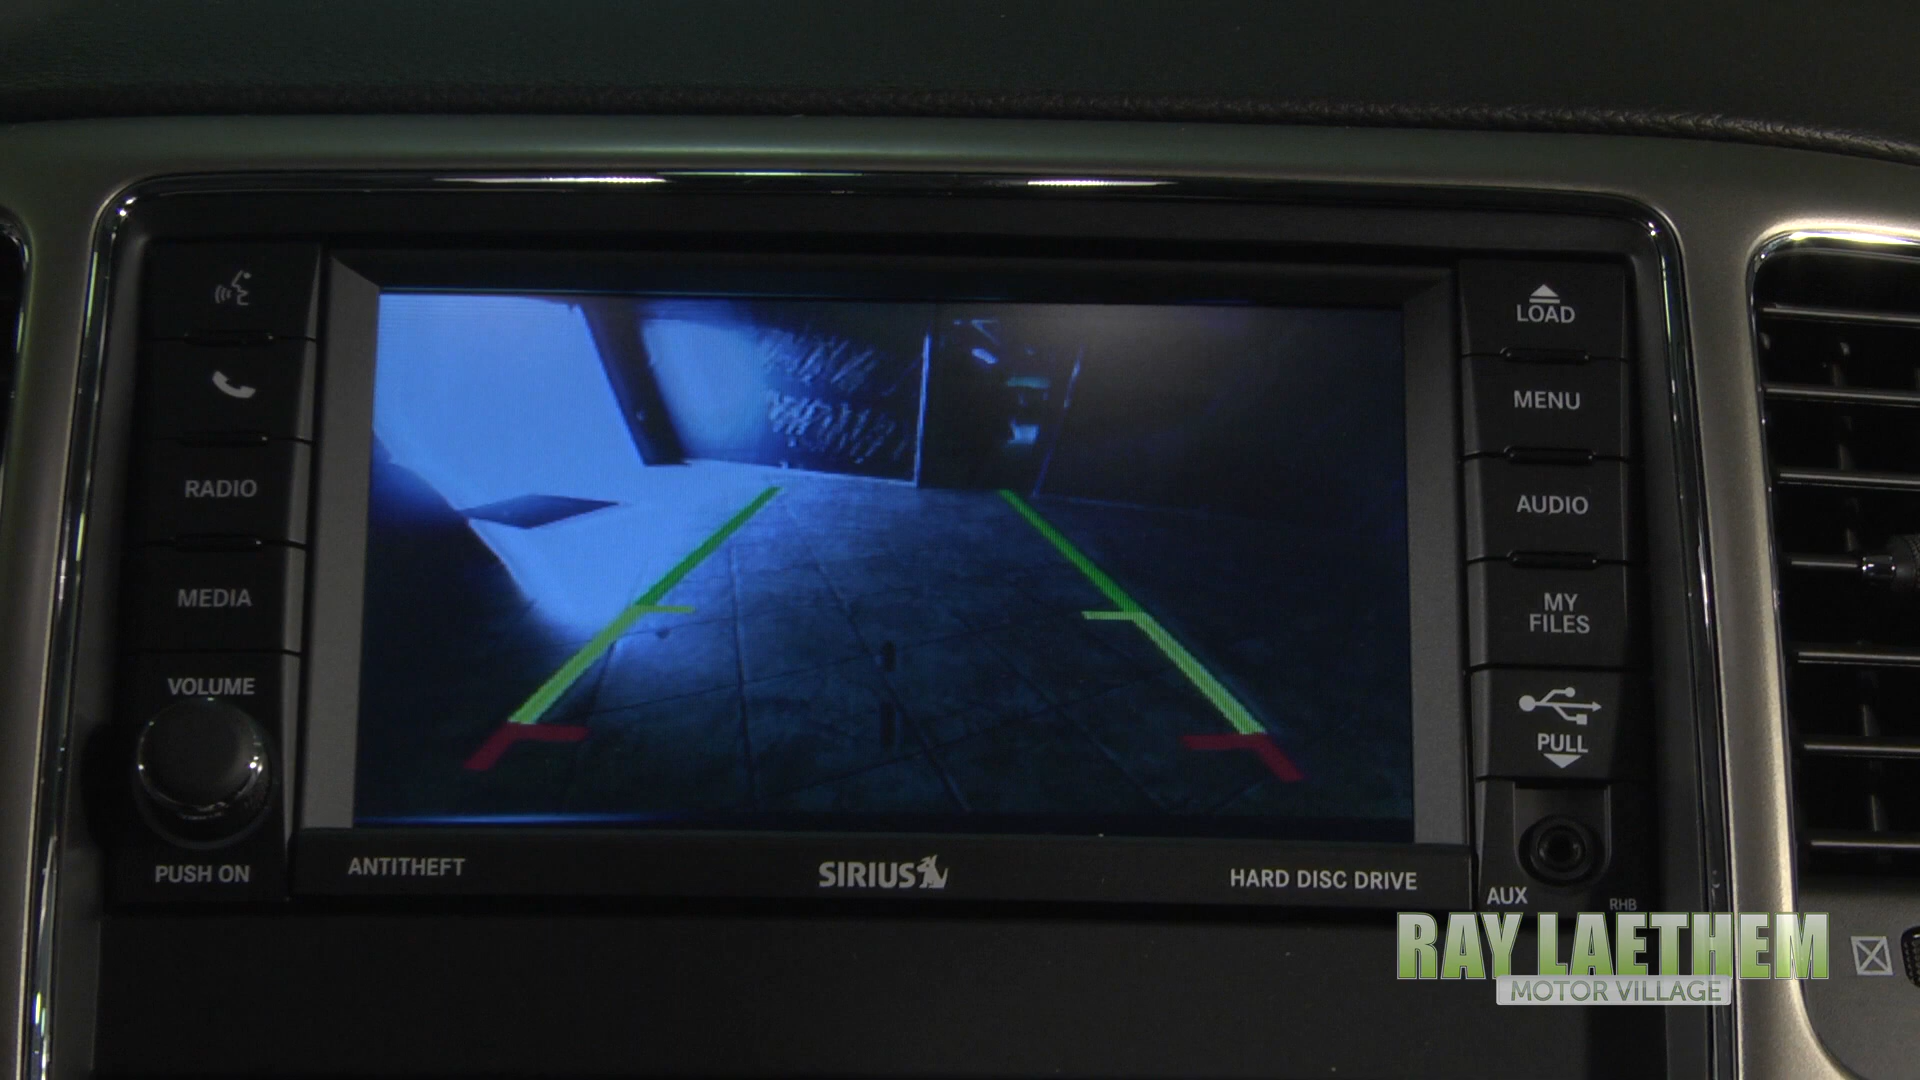 RADIO
MEDIA
VOLUME
PUSH ON
LOAD
MENU
AUDIO
MY
FILES
PULL
AUX
RHB
ANTITHEFT
SIRIUS
HARD DISC DRIVE
RAY LAETHEM
MOTOR VILLAGE